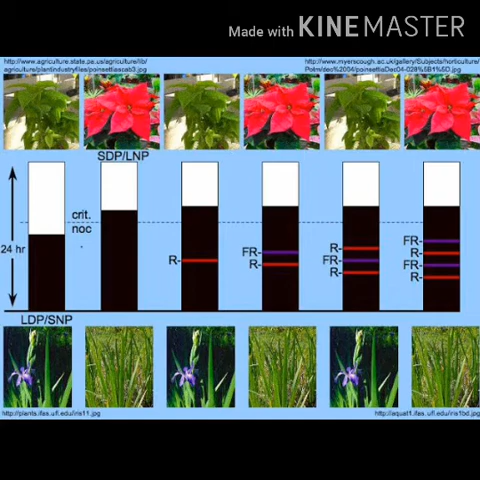 Made with KINEMASTER
http://www.agriculture.state.pe.us/agriculture/lib/
agriculture/plantindustryfiles/poinsettiascab3.jpg
http://www.myerscough.ac.uk/gallery/Subjects/horticulture/
SDP/LNP
crit.
noc
24 hr
R-
FR-
R-
R-
FR-
R-
FR-
R-
FR-
R-
LDP/SNP
http://plants.ifas.ufl.edu/iris11.jpg
http://aquat1.ifas.ufl.edu/iris1bd.jpg